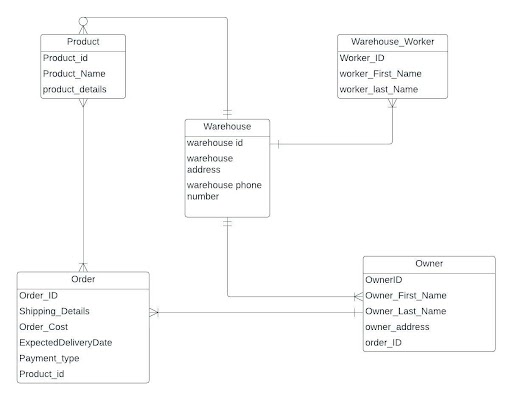 Product
Product_id
Product_Name
product_details
Warehouse_Worker
Worker_ID
worker_First_Name
worker_last_Name
Warehouse
warehouse id
warehouse
address
warehouse phone
number
Order
Order_ID
Shipping_Details
Order_Cost
ExpectedDeliveryDate
Payment_type
Product_id
Owner
OwnerID
Owner_First_Name
Owner_Last_Name
owner_address
order_ID